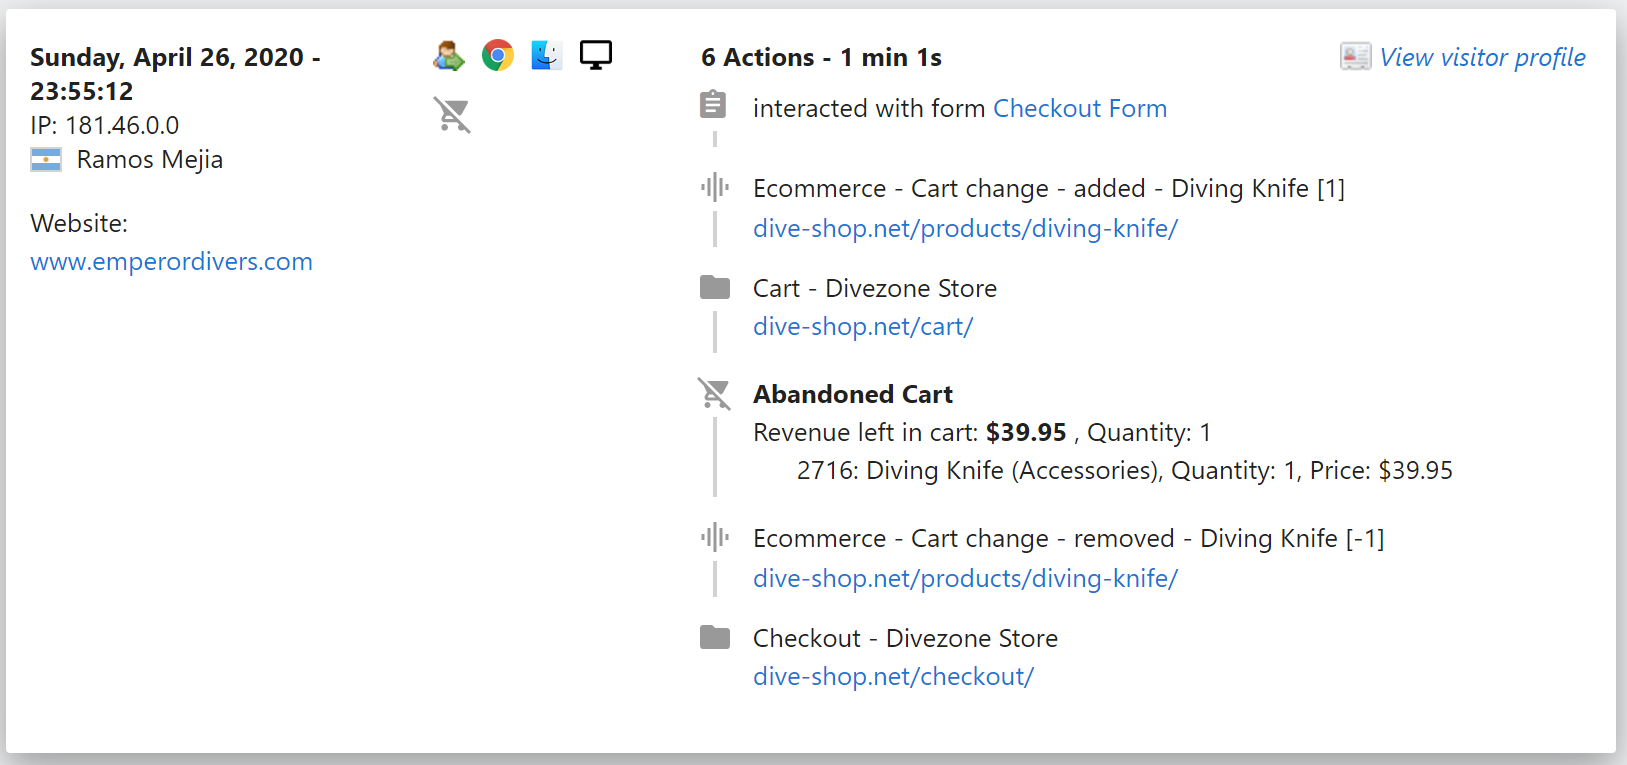 Sunday, April 26, 2020 -
23:55:12
IP: 181.46.0.0
Ramos Mejia
Website:
www.emperordivers.com
6 Actions - 1 min 1s
View visitor profile
interacted with form Checkout Form
Ecommerce - Cart change - added - Diving Knife [1]
dive-shop.net/products/diving-knife/
Cart - Divezone Store
dive-shop.net/cart/
Abandoned Cart
Revenue left in cart: $39.95 , Quantity: 1
2716: Diving Knife (Accessories), Quantity: 1, Price: $39.95
Ecommerce - Cart change - removed - Diving Knife [-1]
dive-shop.net/products/diving-knife/
Checkout - Divezone Store
dive-shop.net/checkout/